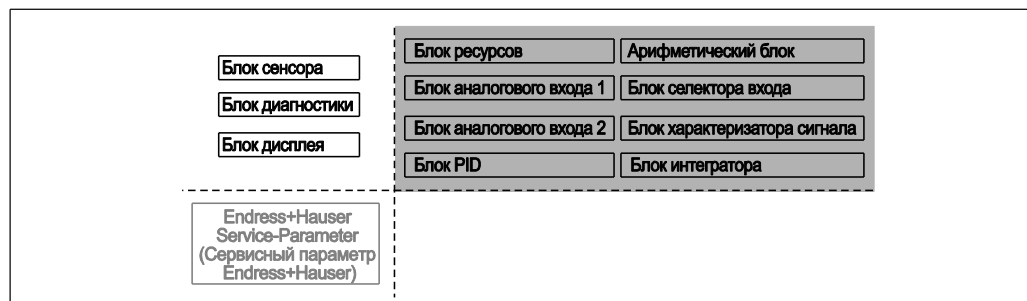 Блок сенсора
Блок диагностики
Блок дисплея
Блок ресурсов
Арифметический блок
Блок аналогового входа 1
Блок селектора входа
Блок аналогового входа 2
Блок характеризатора сигнала
Блок PID
Блок интегратора
Endress+Hauser
Service-Parameter
(Сервисный параметр
Endress+Hauser)